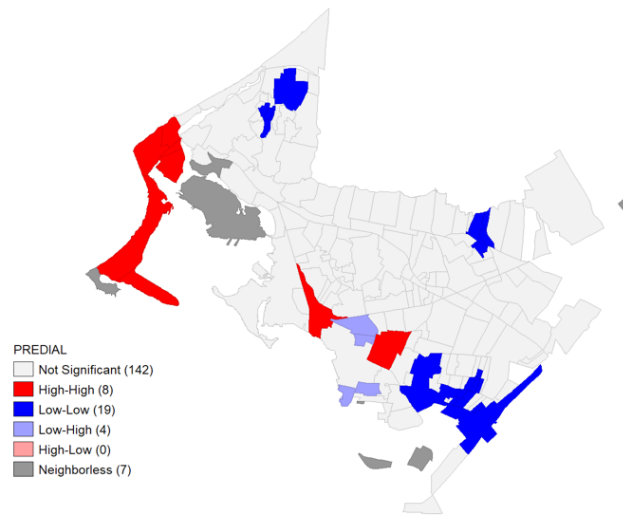 PREDIAL
Not Significant (142)
High-High (8)
Low-Low (19)
Low-High (4)
High-Low (0)
Neighborless (7)